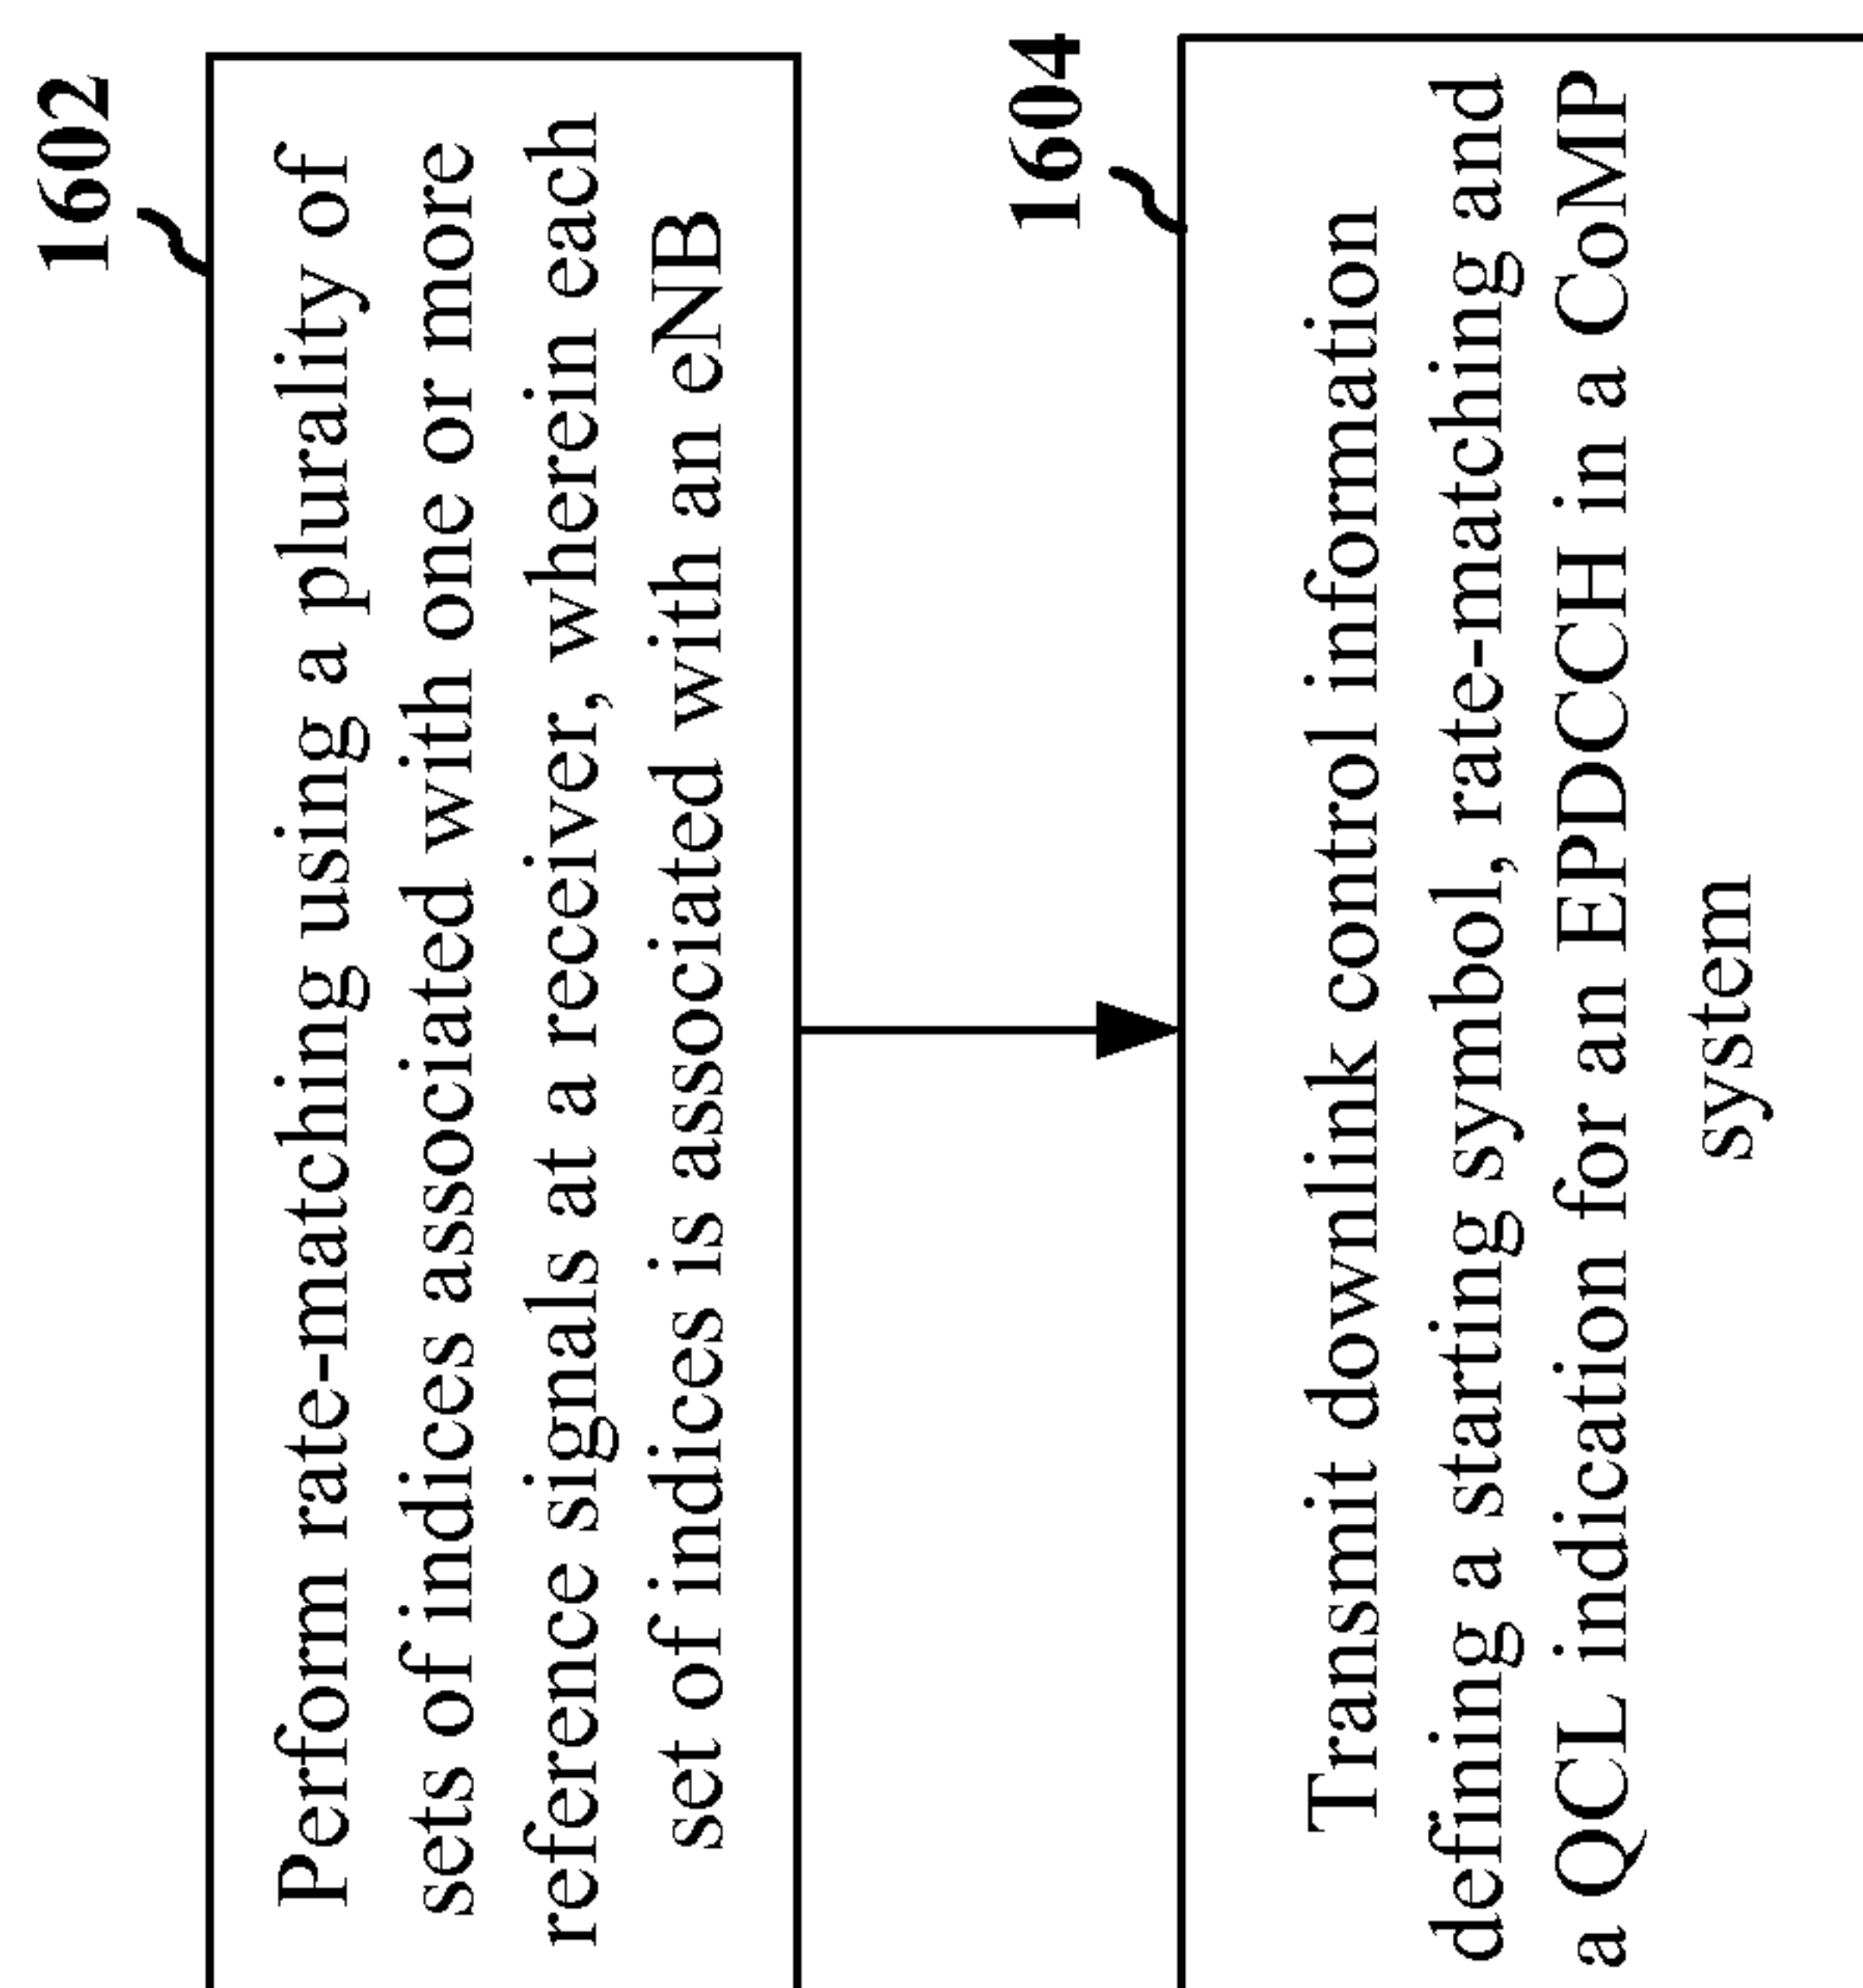 1602
Perform rate-matching using a plurality of
sets of indices associated with one or more
reference signals at a receiver, wherein each
set of indices is associated with an eNB
1604
Transmit downlink control information
defining a starting symbol, rate-matching and
a QCL indication for an EPDCCH in a CoMP
system